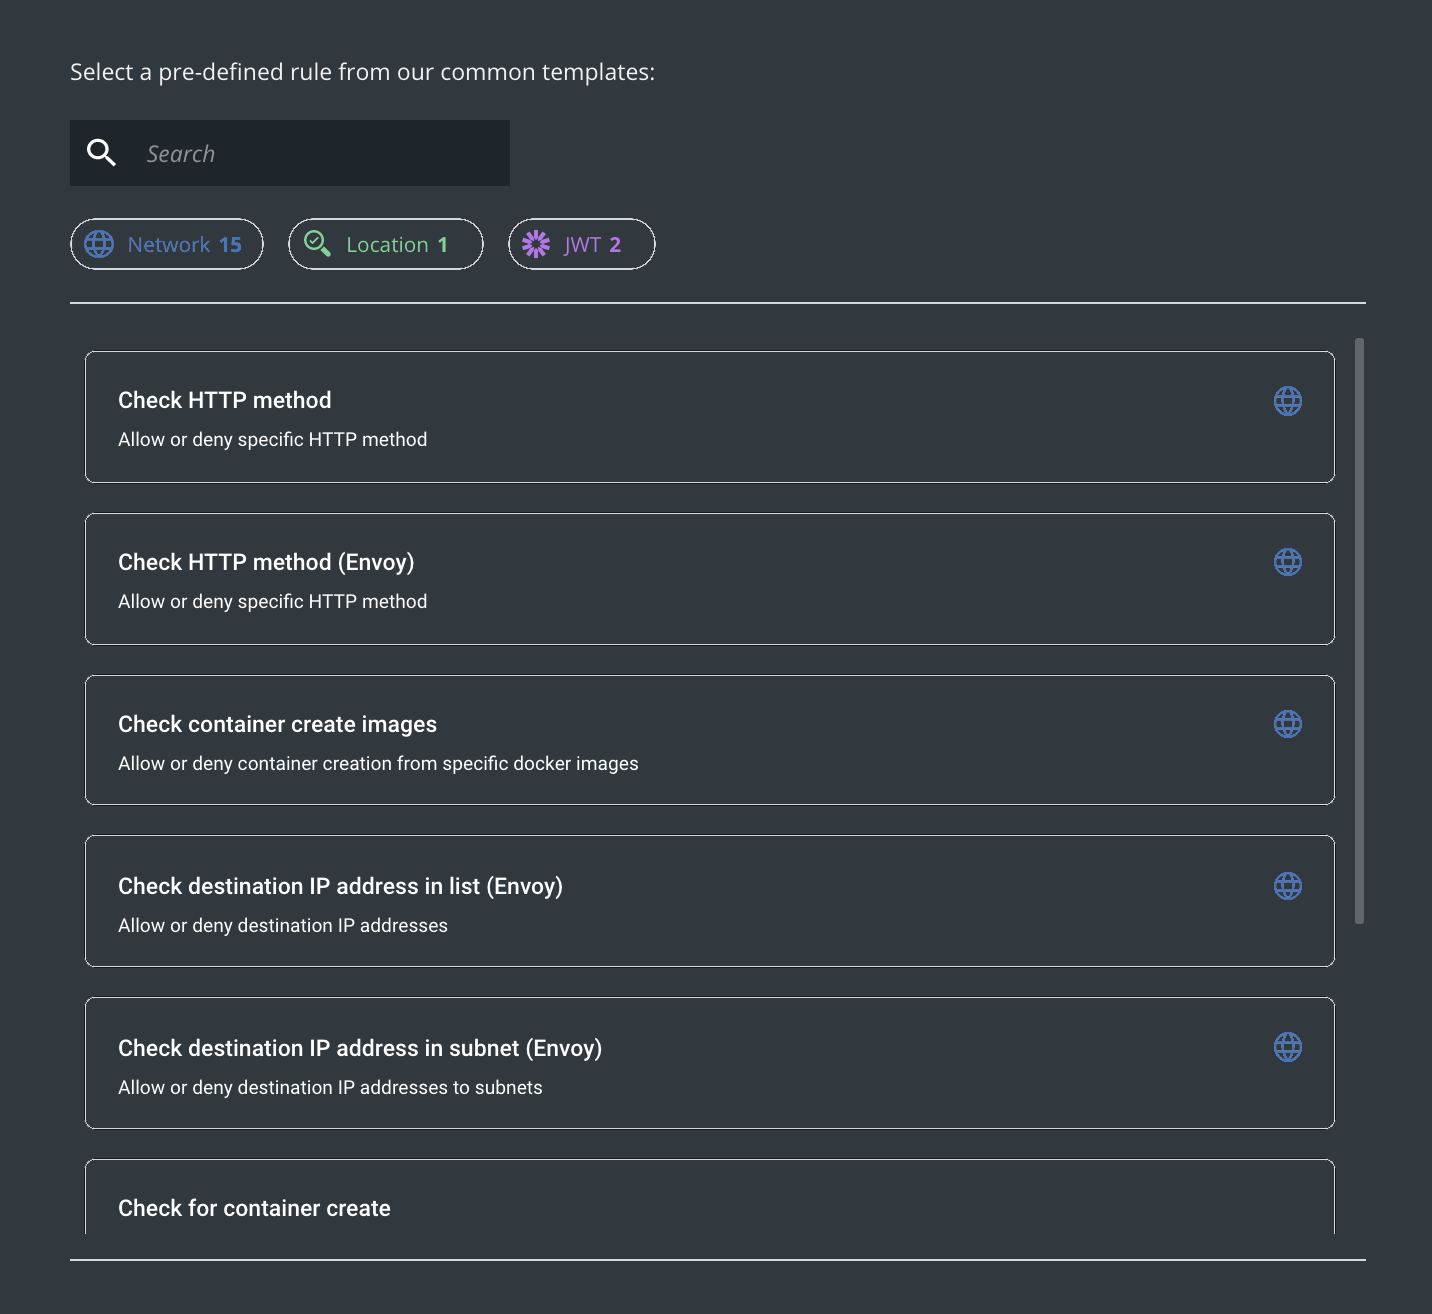 Select a pre-defined rule from our common templates:
Search
Network 15 Location 1 JWT 2
Check HTTP method
Allow or deny specific HTTP method
Check HTTP method (Envoy)
Allow or deny specific HTTP method
Check container create images
Allow or deny container creation from specific docker images
Check destination IP address in list (Envoy)
Allow or deny destination IP addresses
Check destination IP address in subnet (Envoy)
Allow or deny destination IP addresses to subnets
Check for container create